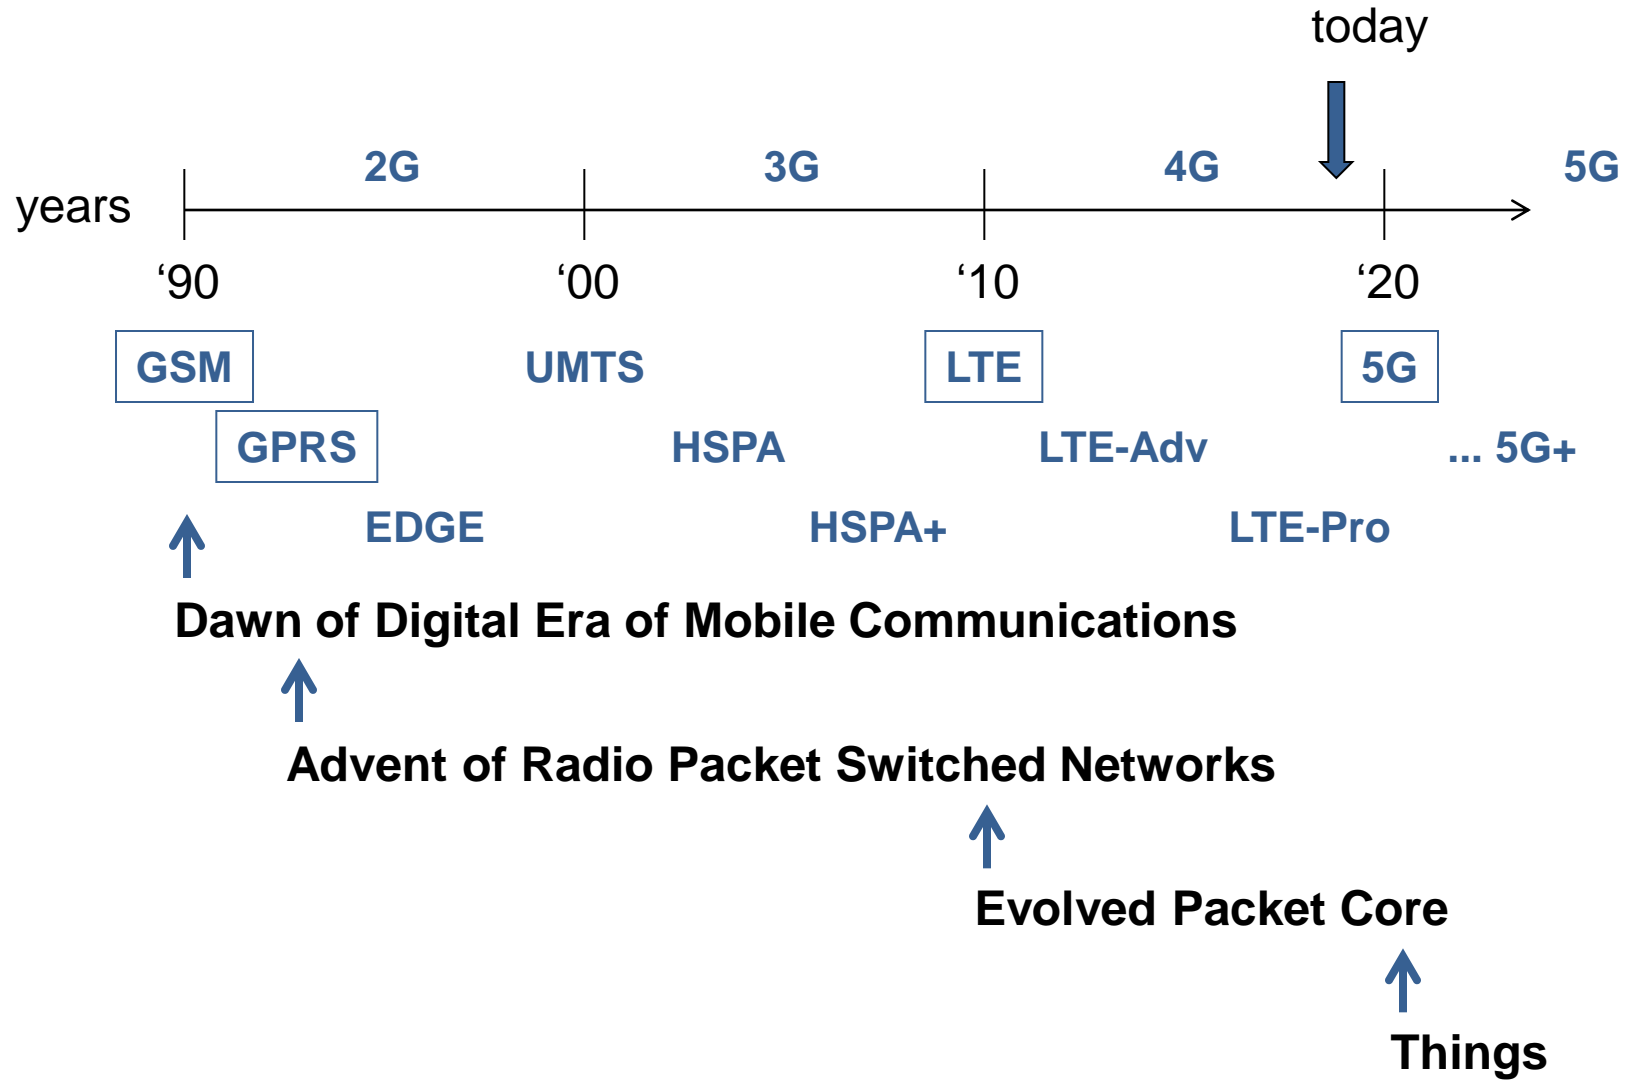 today
2G 3G 4G 5G
years
‘90 ‘00 ‘10 ‘20
GSM UMTS LTE 5G
GPRS HSPA LTE-Adv ... 5G+
EDGE HSPA+ LTE-Pro
Dawn of Digital Era of Mobile Communications
Advent of Radio Packet Switched Networks
Evolved Packet Core
Things